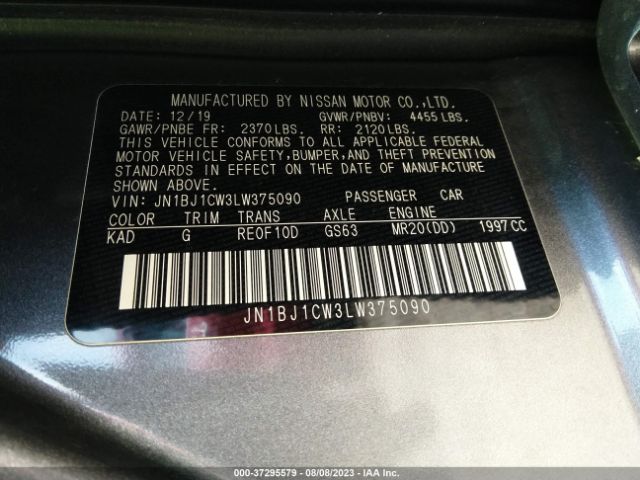 MANUFACTURED BY NISSAN MOTOR CO.,LTD.
DATE: 12/19 GVWR/PNBV: 4455 LBS.
GAWR/PNBE FR: 2370 LBS. RR: 2120 LBS.
THIS VEHICLE CONFORMS TO ALL APPLICABLE FEDERAL
MOTOR VEHICLE SAFETY, BUMPER, AND THEFT PREVENTION
STANDARDS IN EFFECT ON THE DATE OF MANUFACTURE
SHOWN ABOVE.
VIN: JN1BJ1CW3LW375090 PASSENGER CAR
COLOR TRIM TRANS AXLE ENGINE
KAD G RE0F10D GS63 MR20(DD) 1997 CC
JN1BJ1CW3LW375090
000-37295579 - 08/08/2023 - IAA Inc.